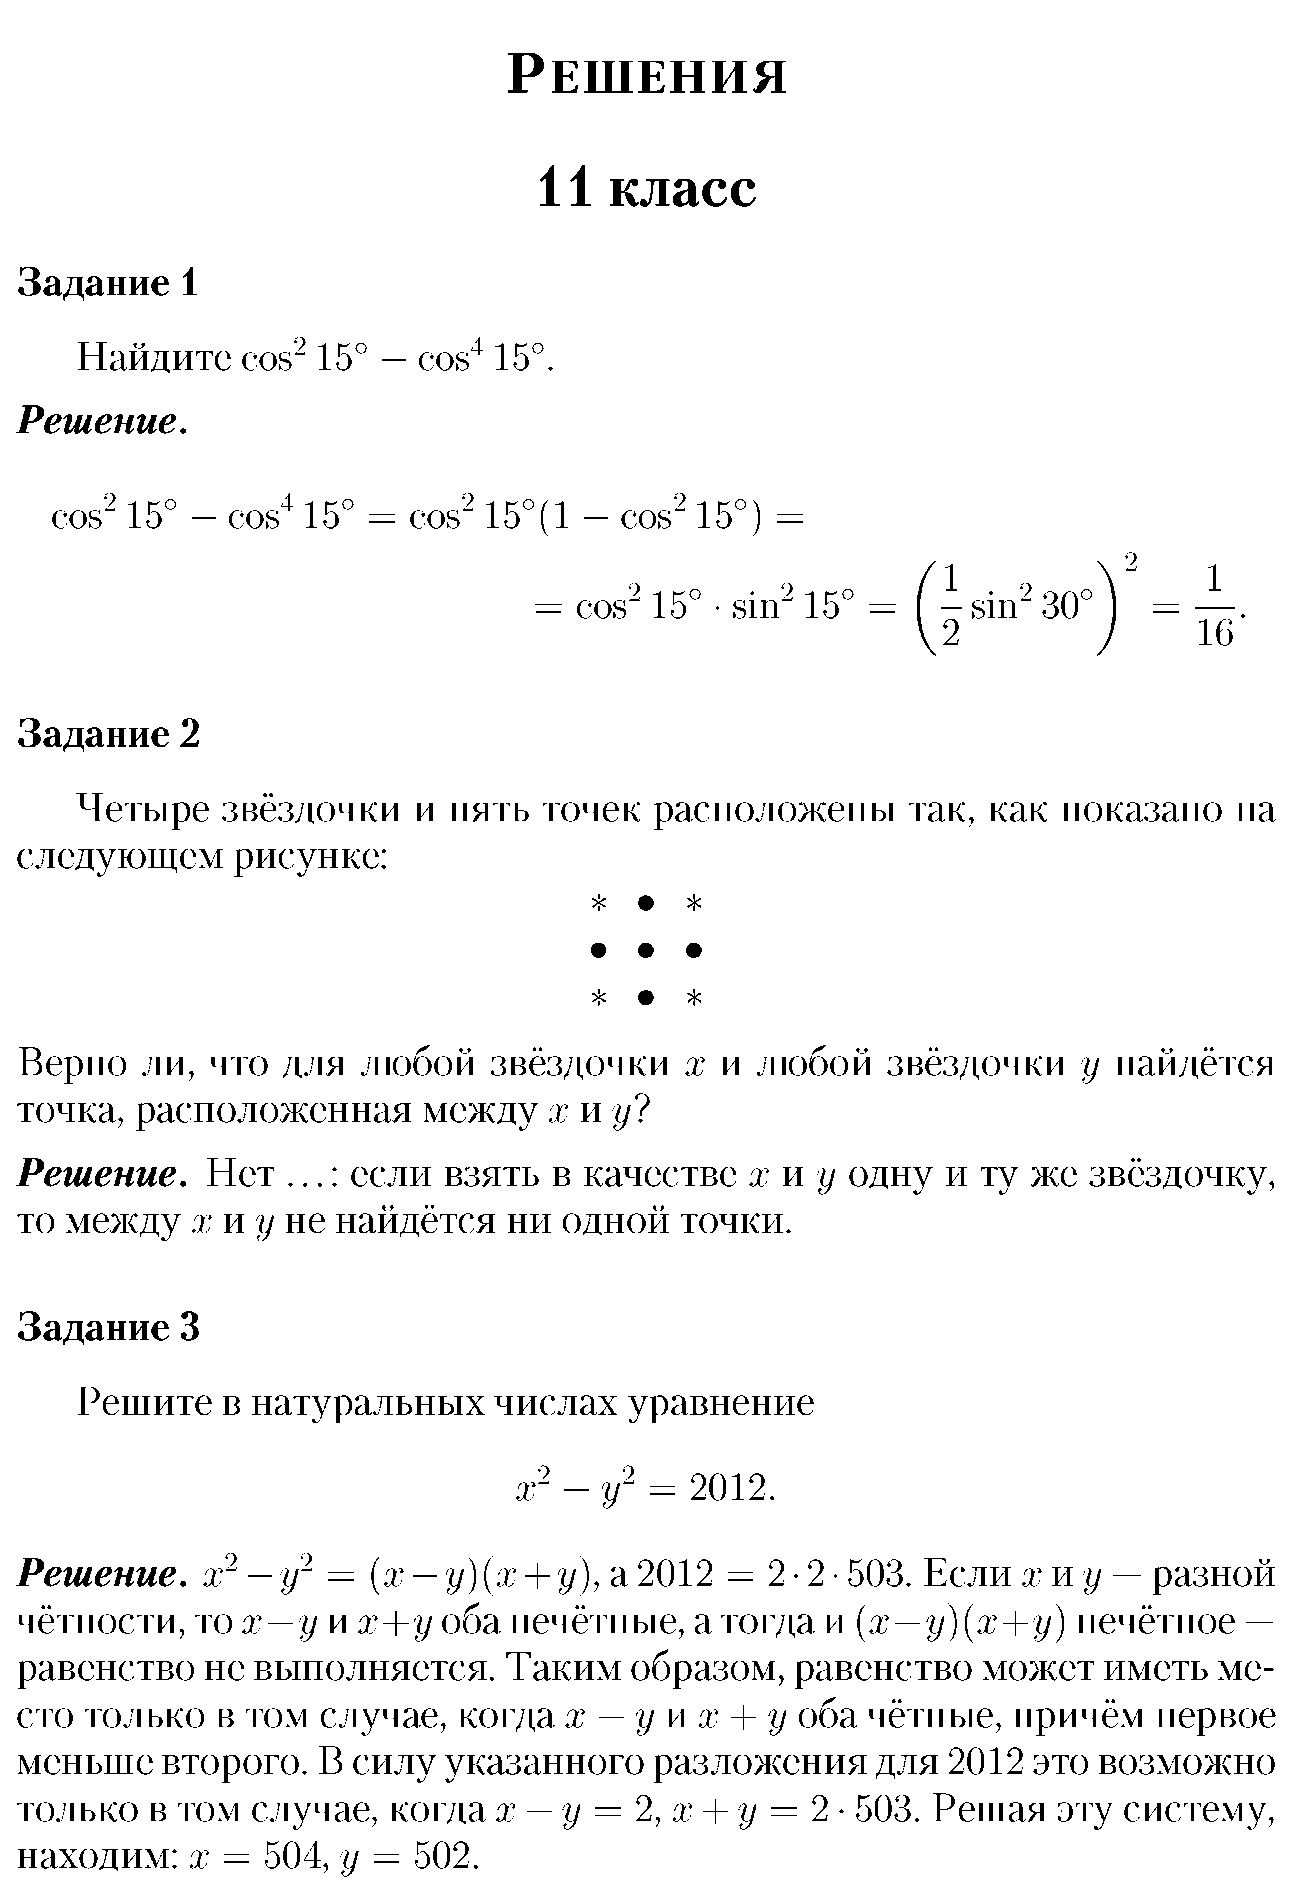 Решения
11 класс
Задание 1
Найдите cos² 15° − cos⁴ 15°.
Решение.
cos² 15° − cos⁴ 15° = cos² 15°(1 − cos² 15°) =
= cos² 15° · sin² 15° = (1/2 sin² 30°)² = 1/16.
Задание 2
Четыре звёздочки и пять точек расположены так, как показано на
следующем рисунке:
* • *
• • •
* • *
Верно ли, что для любой звёздочки x и любой звёздочки y найдётся
точка, расположенная между x и y?
Решение. Нет …: если взять в качестве x и y одну и ту же звёздочку,
то между x и y не найдётся ни одной точки.
Задание 3
Решите в натуральных числах уравнение
x² − y² = 2012.
Решение. x² − y² = (x − y)(x + y), а 2012 = 2 · 2 · 503. Если x и y — разной
чётности, то x−y и x+y оба нечётные, а тогда и (x−y)(x+y) нечётное —
равенство не выполняется. Таким образом, равенство может иметь ме-
сто только в том случае, когда x − y и x + y оба чётные, причём первое
меньше второго. В силу указанного разложения для 2012 это возможно
только в том случае, когда x − y = 2, x + y = 2 · 503. Решая эту систему,
находим: x = 504, y = 502.